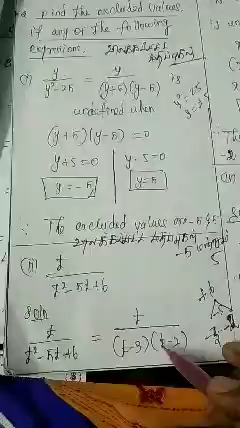 Find the excluded values,
if any of the following
expressions.
(i) y / y²-25 = y / (y+5)(y-5) is
undefined when
(y+5)(y-5)=0
y+5=0 | y-5=0
y=-5 | y=5
∴ The excluded values are -5 & 5
(ii) t / t²-5t+6
Soln
t / t²-5t+6 = t / (t-3)(t-2)